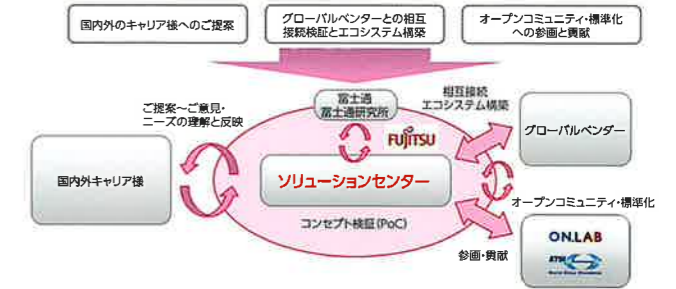 国内外のキャリア様へのご提案
グローバルベンターとの相互
接続検証とエコシステム構築
オープンコミュニティ・標準化
への参画と貢献
富士通
富士通研究所
相互接続
エコシステム構築
ご提案～ご意見・
ニーズの理解と反映
FUJITSU
グローバルベンダー
国内外キャリア様
ソリューションセンター
オープンコミュニティ・標準化
コンセプト検証(PoC)
参画・貢献
ON.LAB
ETSI